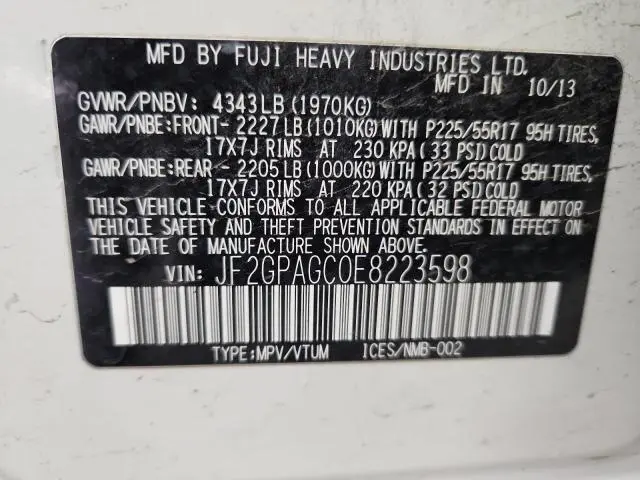 MFD BY FUJI HEAVY INDUSTRIES LTD.
MFD IN 10/13
GVWR/PNBV: 4343LB(1970KG)
GAWR/PNBE:FRONT-2227LB(1010KG)WITH P225/55R17 95H TIRES,
17X7J RIMS AT 230 KPA(33 PSI)COLD
GAWR/PNBE:REAR -2205LB(1000KG)WITH P225/55R17 95H TIRES,
17X7J RIMS AT 220 KPA(32 PSI)COLD
THIS VEHICLE CONFORMS TO ALL APPLICABLE FEDERAL MOTOR
VEHICLE SAFETY AND THEFT PREVENTION STANDARDS IN EFFECT ON
THE DATE OF MANUFACTURE SHOWN ABOVE.
VIN: JF2GPAGC0E8223598
TYPE:MPV/VTUM ICES/NMB-002